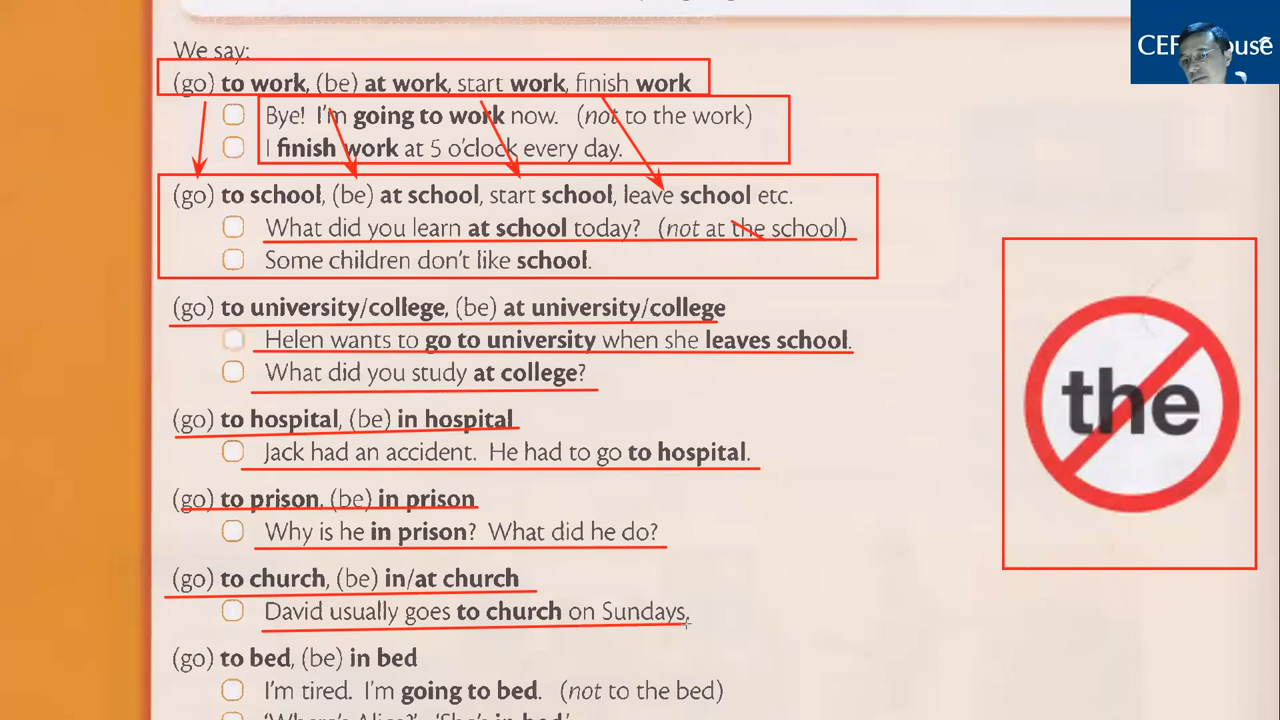 CEF ouse
We say:
(go) to work, (be) at work, start work, finish work
Bye! I'm going to work now. (not to the work)
I finish work at 5 o'clock every day.
(go) to school, (be) at school, start school, leave school etc.
What did you learn at school today? (not at the school)
Some children don't like school.
(go) to university/college, (be) at university/college
Helen wants to go to university when she leaves school.
What did you study at college?
(go) to hospital, (be) in hospital
Jack had an accident. He had to go to hospital.
the
(go) to prison, (be) in prison
Why is he in prison? What did he do?
(go) to church, (be) in/at church
David usually goes to church on Sundays.
(go) to bed, (be) in bed
I'm tired. I'm going to bed. (not to the bed)
'Where's Alice?' 'She's in bed.'